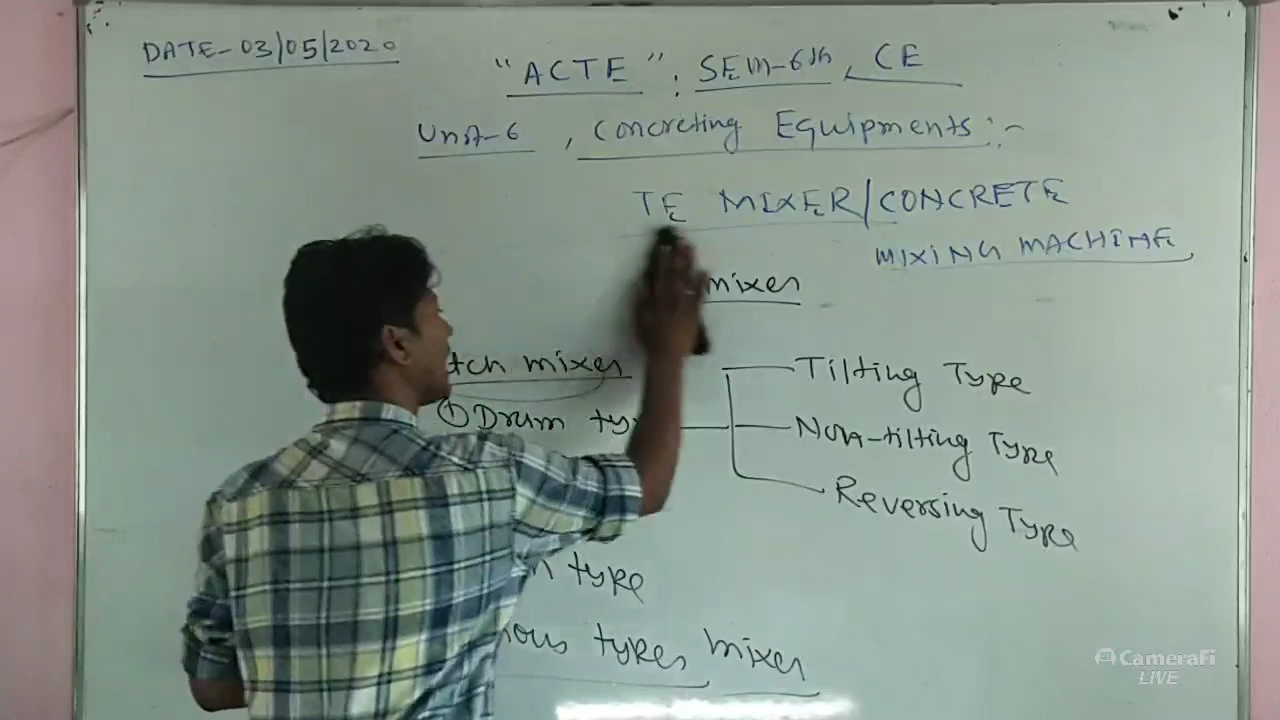 DATE-03/05/2020
"ACTE", SEM-6th, CE
Unit-6, Concreting Equipments:-
TE MIXER/CONCRETE
MIXING MACHINE
mixer
tch mixer
Tilting Type
① Drum typ
Non-tilting Type
Reversing Type
n type
nous types mixer
CameraFi
LIVE